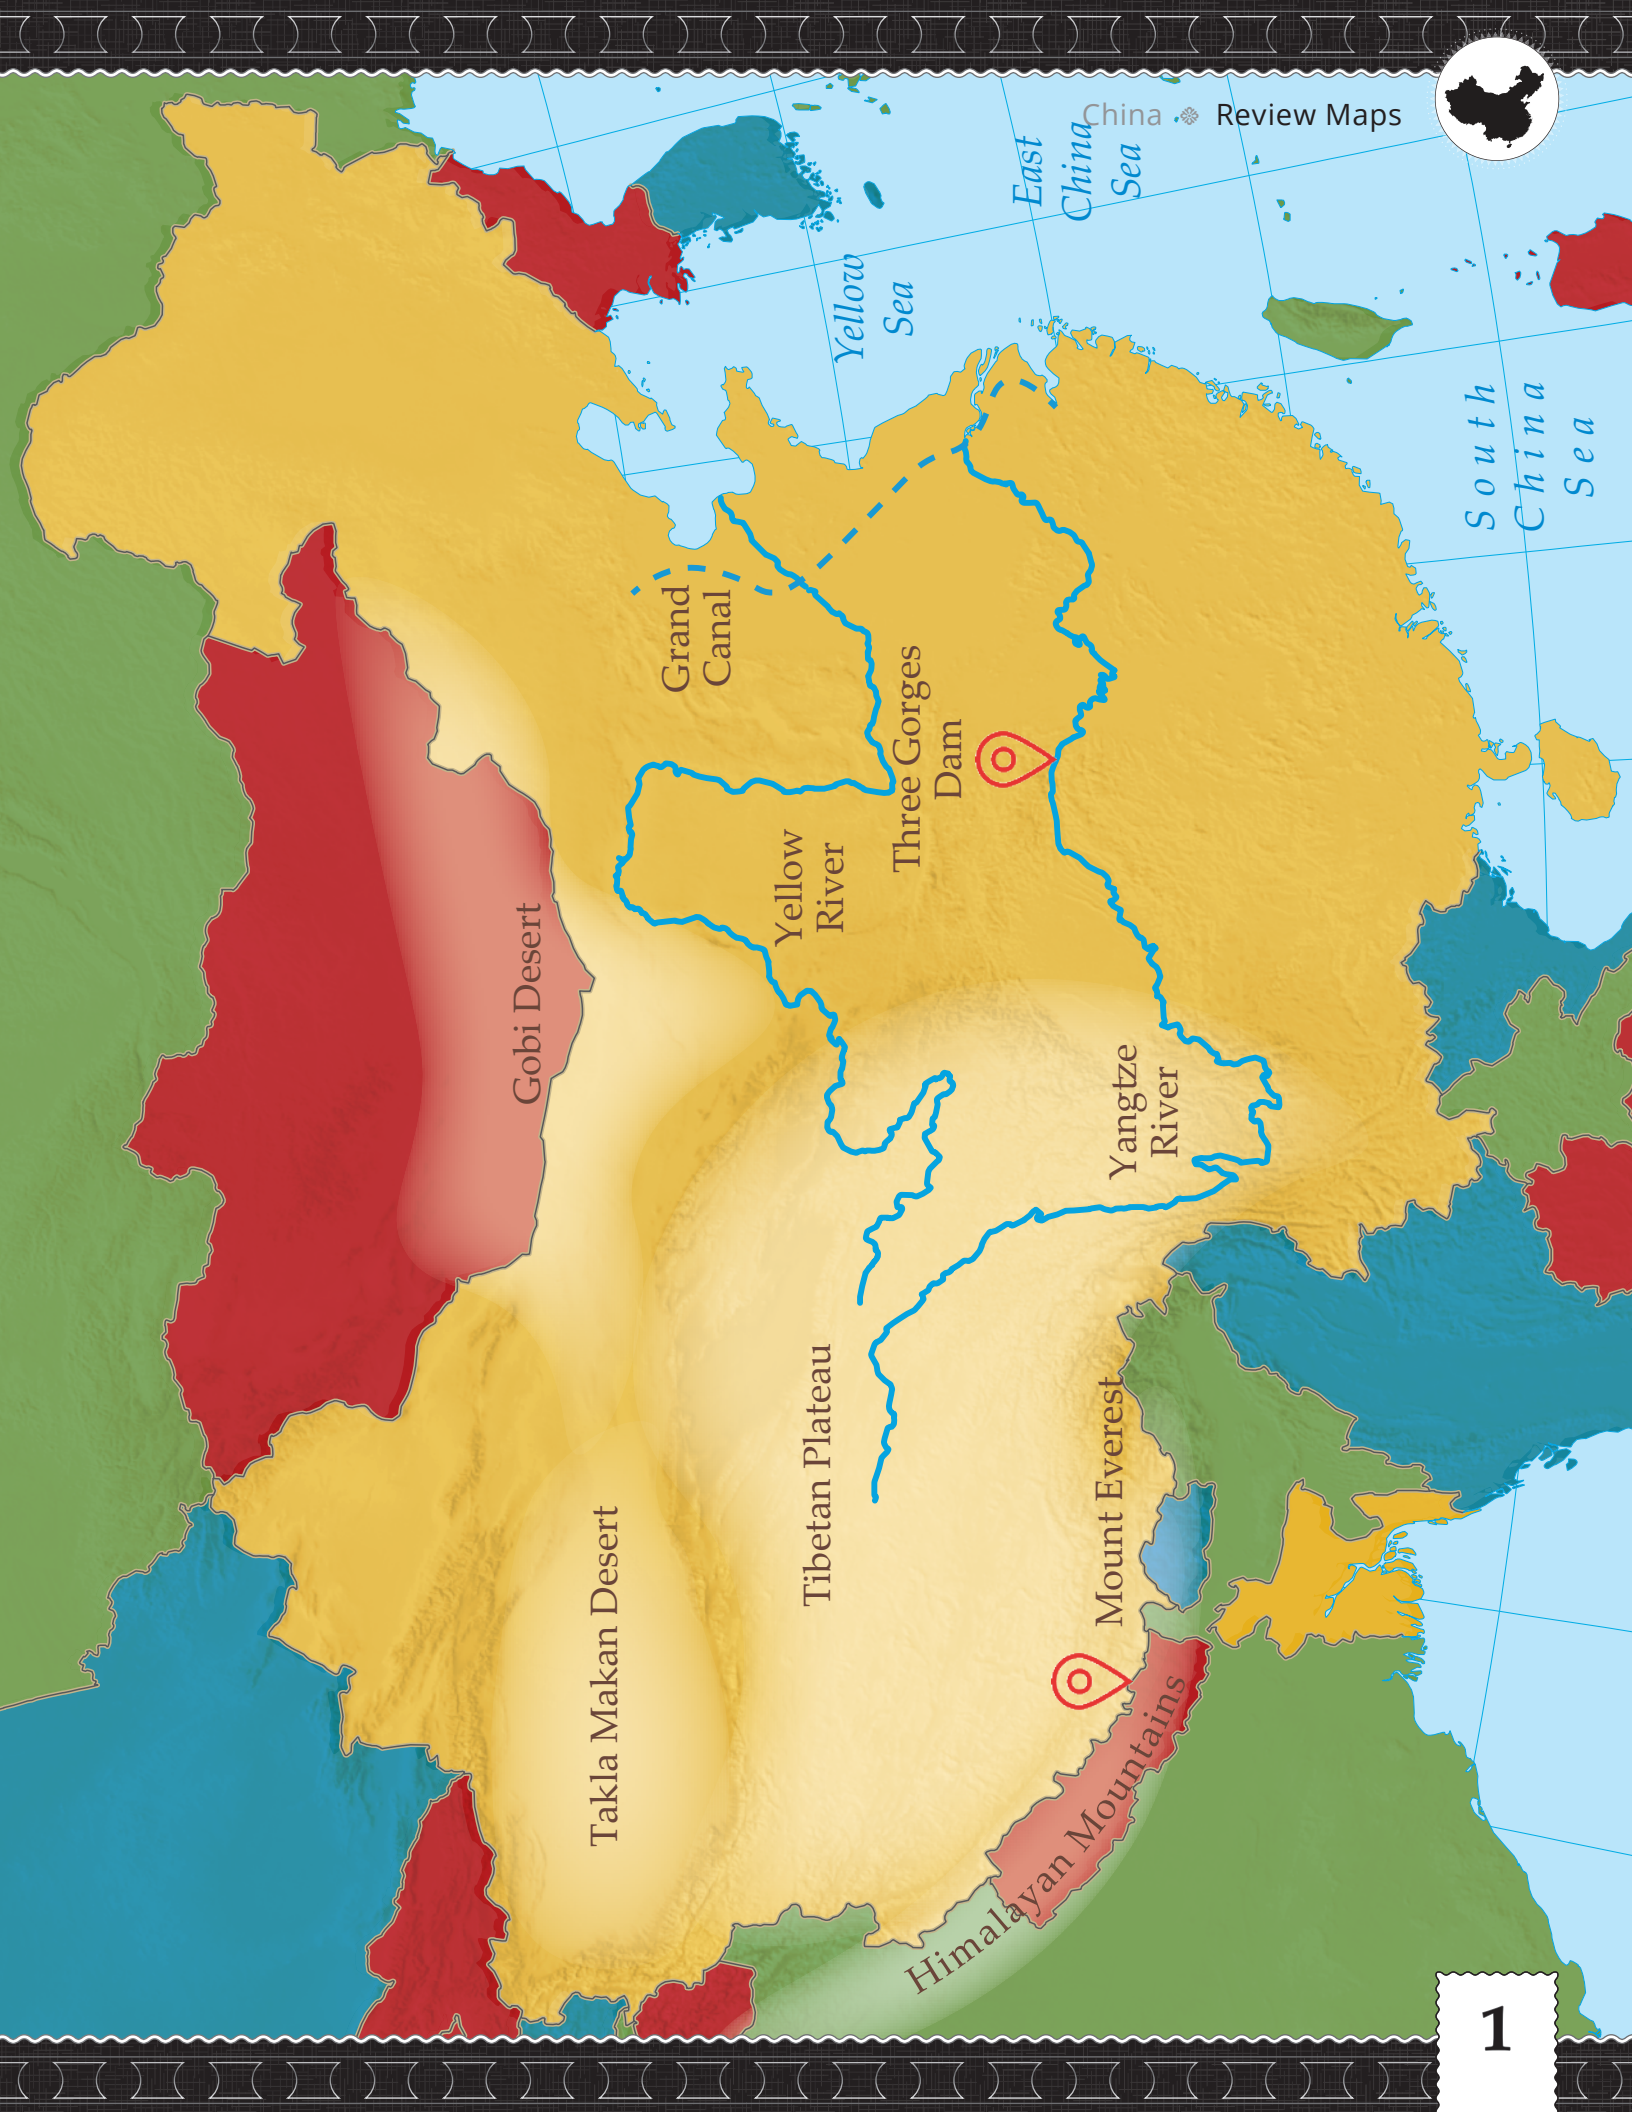 China ❉ Review Maps
East
China
Sea
Yellow
Sea
South
China
Sea
Grand
Canal
Three Gorges
Dam
Yellow
River
Gobi Desert
Yangtze
River
Tibetan Plateau
Mount Everest
Takla Makan Desert
Himalayan Mountains
1